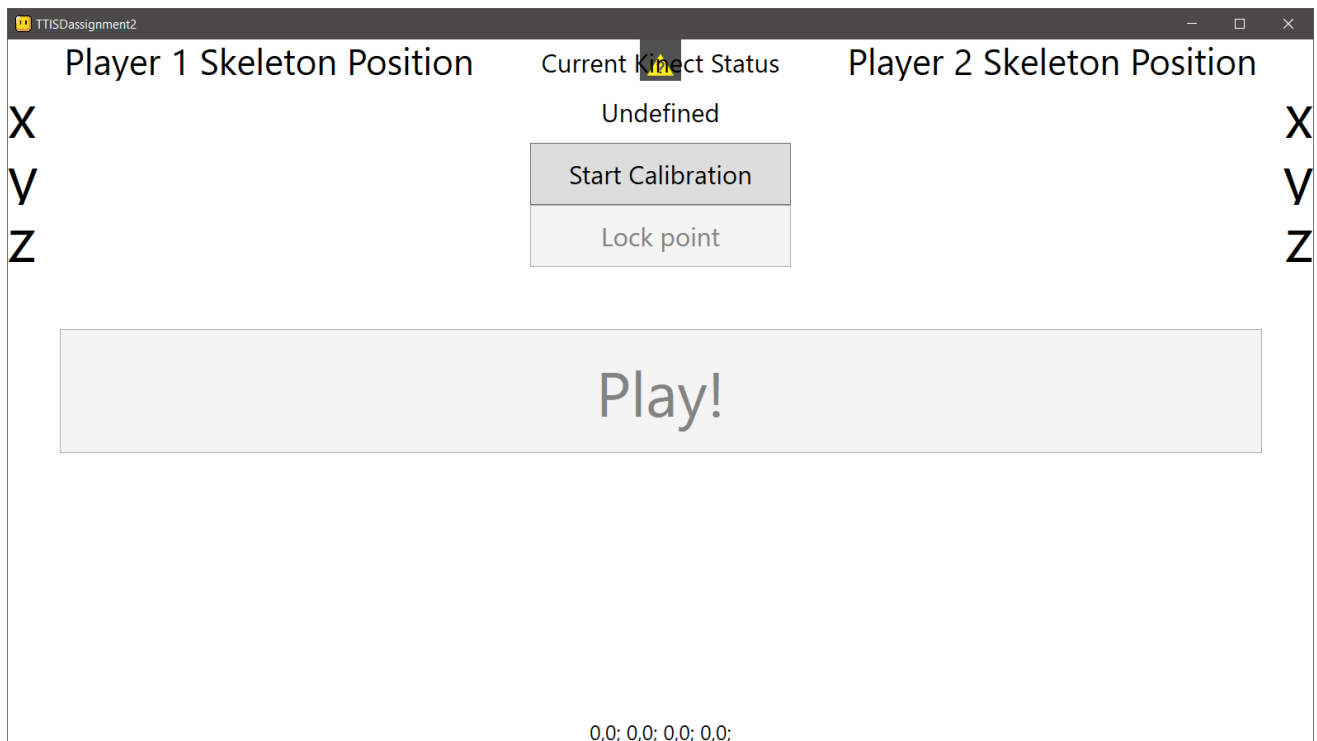 TTISDassignment2
Player 1 Skeleton Position Current Kinect Status Player 2 Skeleton Position
X X
Undefined
Start Calibration
y y
Lock point
z z
Play!
0,0; 0,0; 0,0; 0,0;